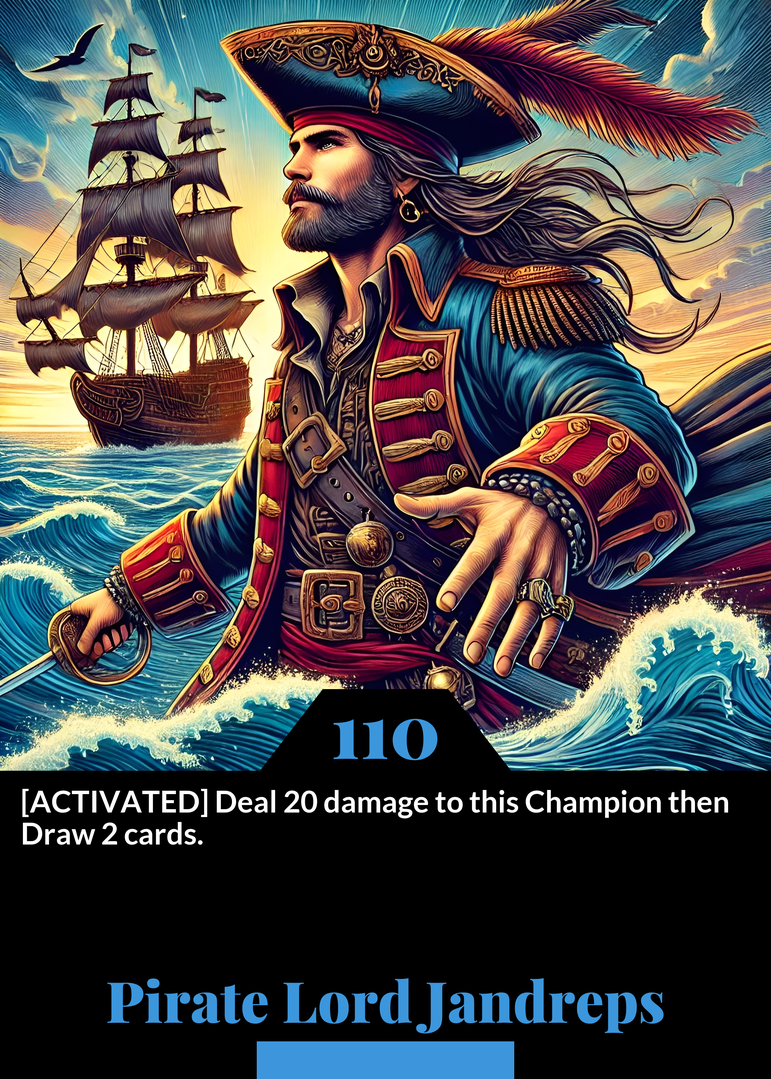 110
[ACTIVATED] Deal 20 damage to this Champion then
Draw 2 cards.
Pirate Lord Jandreps